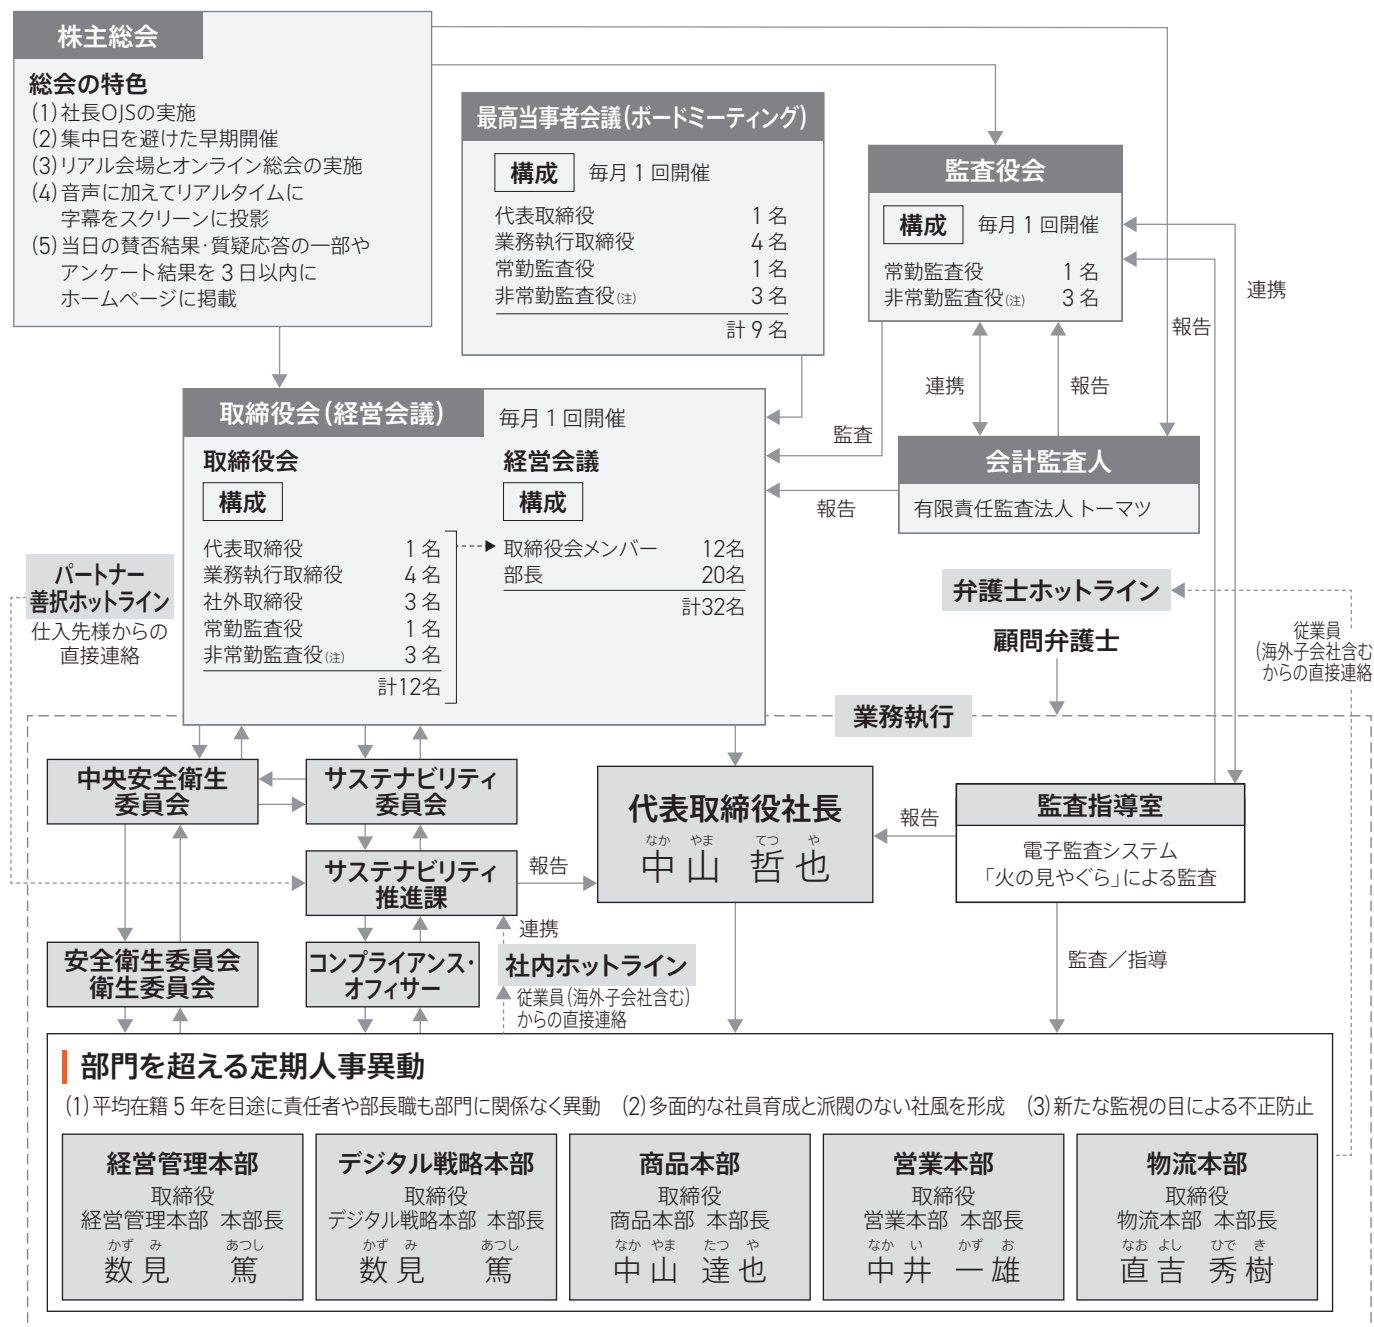 株主総会
総会の特色
(1)社長OJSの実施
(2)集中日を避けた早期開催
(3)リアル会場とオンライン総会の実施
(4)音声に加えてリアルタイムに
字幕をスクリーンに投影
(5)当日の賛否結果・質疑応答の一部や
アンケート結果を3日以内に
ホームページに掲載
最高当事者会議(ボードミーティング)
構成 毎月1回開催
代表取締役 1名
業務執行取締役 4名
常勤監査役 1名
非常勤監査役(注) 3名
計9名
監査役会
構成 毎月1回開催
常勤監査役 1名
非常勤監査役(注) 3名
連携
報告
連携
報告
監査
報告
会計監査人
有限責任監査法人 トーマツ
取締役会(経営会議) 毎月1回開催
取締役会
構成
代表取締役 1名
業務執行取締役 4名
社外取締役 3名
常勤監査役 1名
非常勤監査役(注) 3名
計12名
経営会議
構成
取締役会メンバー 12名
部長 20名
計32名
パートナー
善択ホットライン
仕入先様からの
直接連絡
弁護士ホットライン
顧問弁護士
従業員
(海外子会社含む
からの直接連絡
業務執行
中央安全衛生
委員会
サステナビリティ
委員会
サステナビリティ
推進課
報告
代表取締役社長
なか やま てつ や
中山 哲也
報告
監査指導室
電子監査システム
「火の見やぐら」による監査
監査/指導
安全衛生委員会
衛生委員会
コンプライアンス・
オフィサー
連携
社内ホットライン
従業員(海外子会社含む)
からの直接連絡
部門を超える定期人事異動
(1)平均在籍5年を目途に責任者や部長職も部門に関係なく異動 (2)多面的な社員育成と派閥のない社風を形成 (3)新たな監視の目による不正防止
経営管理本部
取締役
経営管理本部 本部長
かず み あつし
数見 篤
デジタル戦略本部
取締役
デジタル戦略本部 本部長
かず み あつし
数見 篤
商品本部
取締役
商品本部 本部長
なか やま たつ や
中山 達也
営業本部
取締役
営業本部 本部長
なか い かず お
中井 一雄
物流本部
取締役
物流本部 本部長
なお よし ひで き
直吉 秀樹